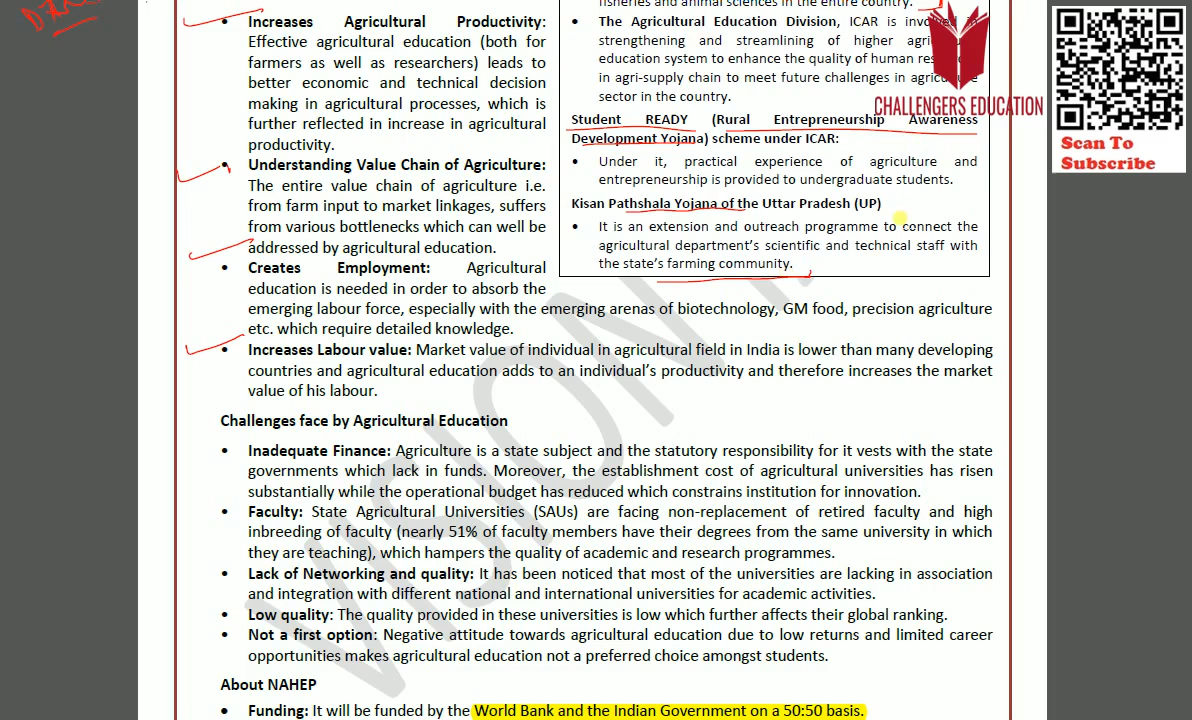 Increases Agricultural Productivity:
Effective agricultural education (both for
farmers as well as researchers) leads to
better economic and technical decision
making in agricultural processes, which is
further reflected in increase in agricultural
productivity.
Understanding Value Chain of Agriculture:
The entire value chain of agriculture i.e.
from farm input to market linkages, suffers
from various bottlenecks which can well be
addressed by agricultural education.
Creates Employment: Agricultural
education is needed in order to absorb the
emerging labour force, especially with the emerging arenas of biotechnology, GM food, precision agriculture
etc. which require detailed knowledge.
Increases Labour value: Market value of individual in agricultural field in India is lower than many developing
countries and agricultural education adds to an individual's productivity and therefore increases the market
value of his labour.
fisheries and animal sciences in the entire country.
The Agricultural Education Division, ICAR is involved in
strengthening and streamlining of higher
education system to enhance the quality of human
in agri-supply chain to meet future challenges in agriculture
sector in the country.
Student READY (Rural Entrepreneurship Awareness
Development Yojana) scheme under ICAR:
Under it, practical experience of agriculture and
entrepreneurship is provided to undergraduate students.
Kisan Pathshala Yojana of the Uttar Pradesh (UP)
It is an extension and outreach programme to connect the
agricultural department's scientific and technical staff with
the state's farming community.
CHALLENGERS EDUCATION
Scan To
Subscribe
Challenges face by Agricultural Education
Inadequate Finance: Agriculture is a state subject and the statutory responsibility for it vests with the state
governments which lack in funds. Moreover, the establishment cost of agricultural universities has risen
substantially while the operational budget has reduced which constrains institution for innovation.
Faculty: State Agricultural Universities (SAUs) are facing non-replacement of retired faculty and high
inbreeding of faculty (nearly 51% of faculty members have their degrees from the same university in which
they are teaching), which hampers the quality of academic and research programmes.
Lack of Networking and quality: It has been noticed that most of the universities are lacking in association
and integration with different national and international universities for academic activities.
Low quality: The quality provided in these universities is low which further affects their global ranking.
Not a first option: Negative attitude towards agricultural education due to low returns and limited career
opportunities makes agricultural education not a preferred choice amongst students.
About NAHEP
Funding: It will be funded by the World Bank and the Indian Government on a 50:50 basis.
VISION